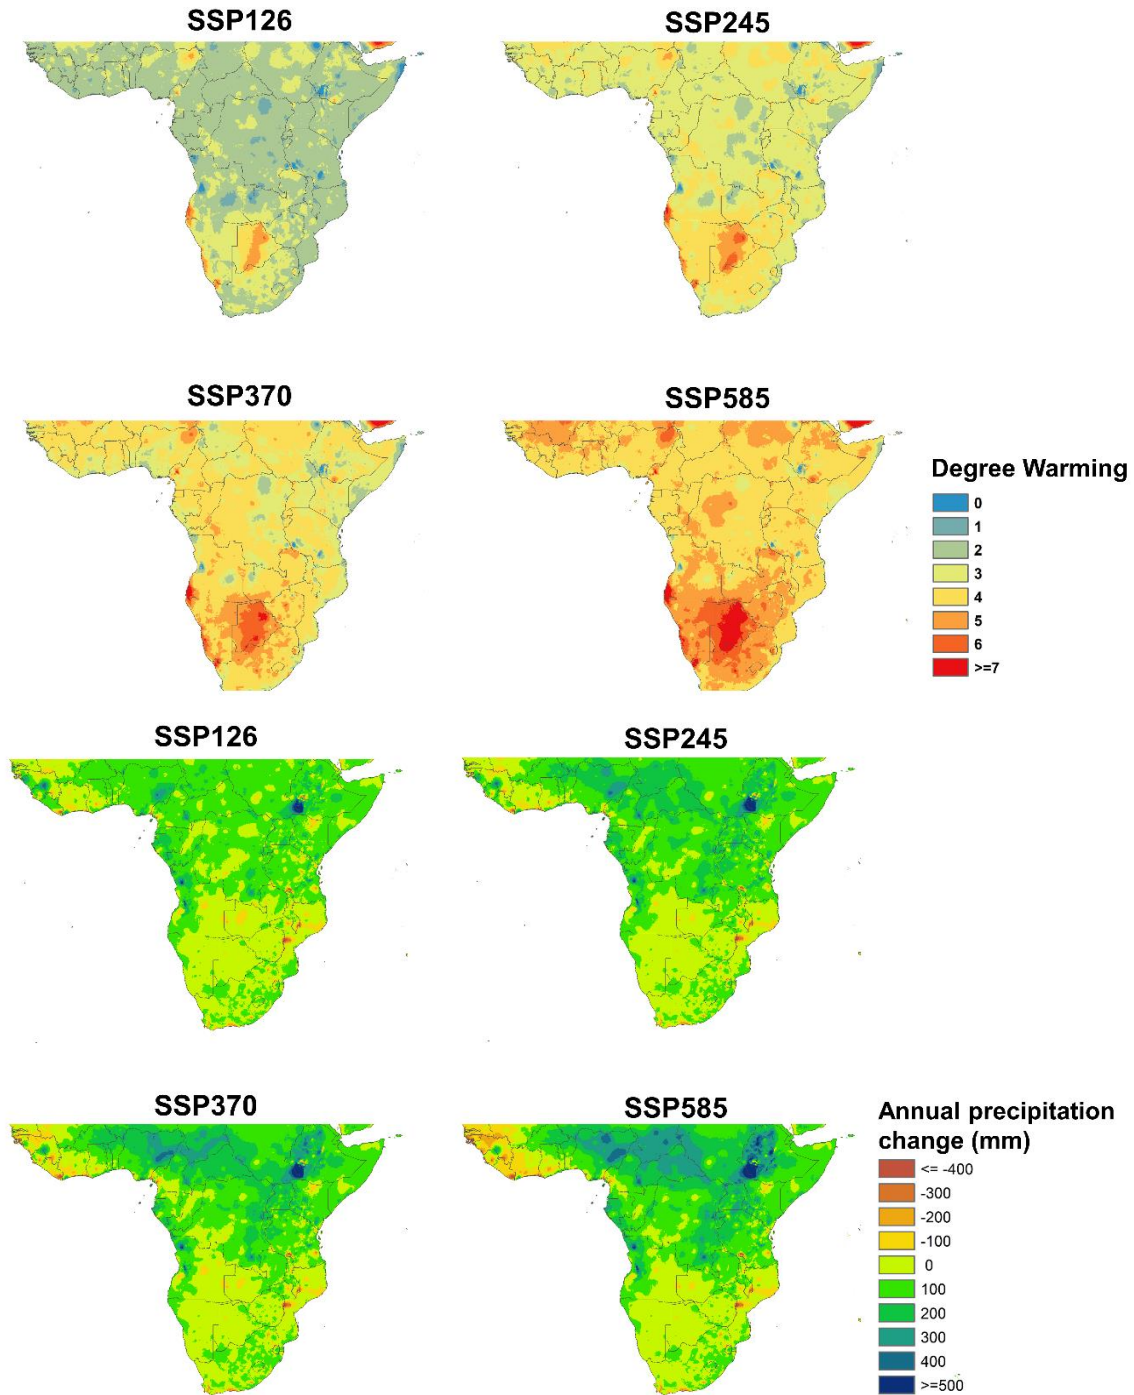 SSP126
SSP245
SSP370
SSP585
Degree Warming
0
1
2
3
4
5
6
>=7
SSP126
SSP245
SSP370
SSP585
Annual precipitation
change (mm)
<= -400
-300
-200
-100
0
100
200
300
400
>=500